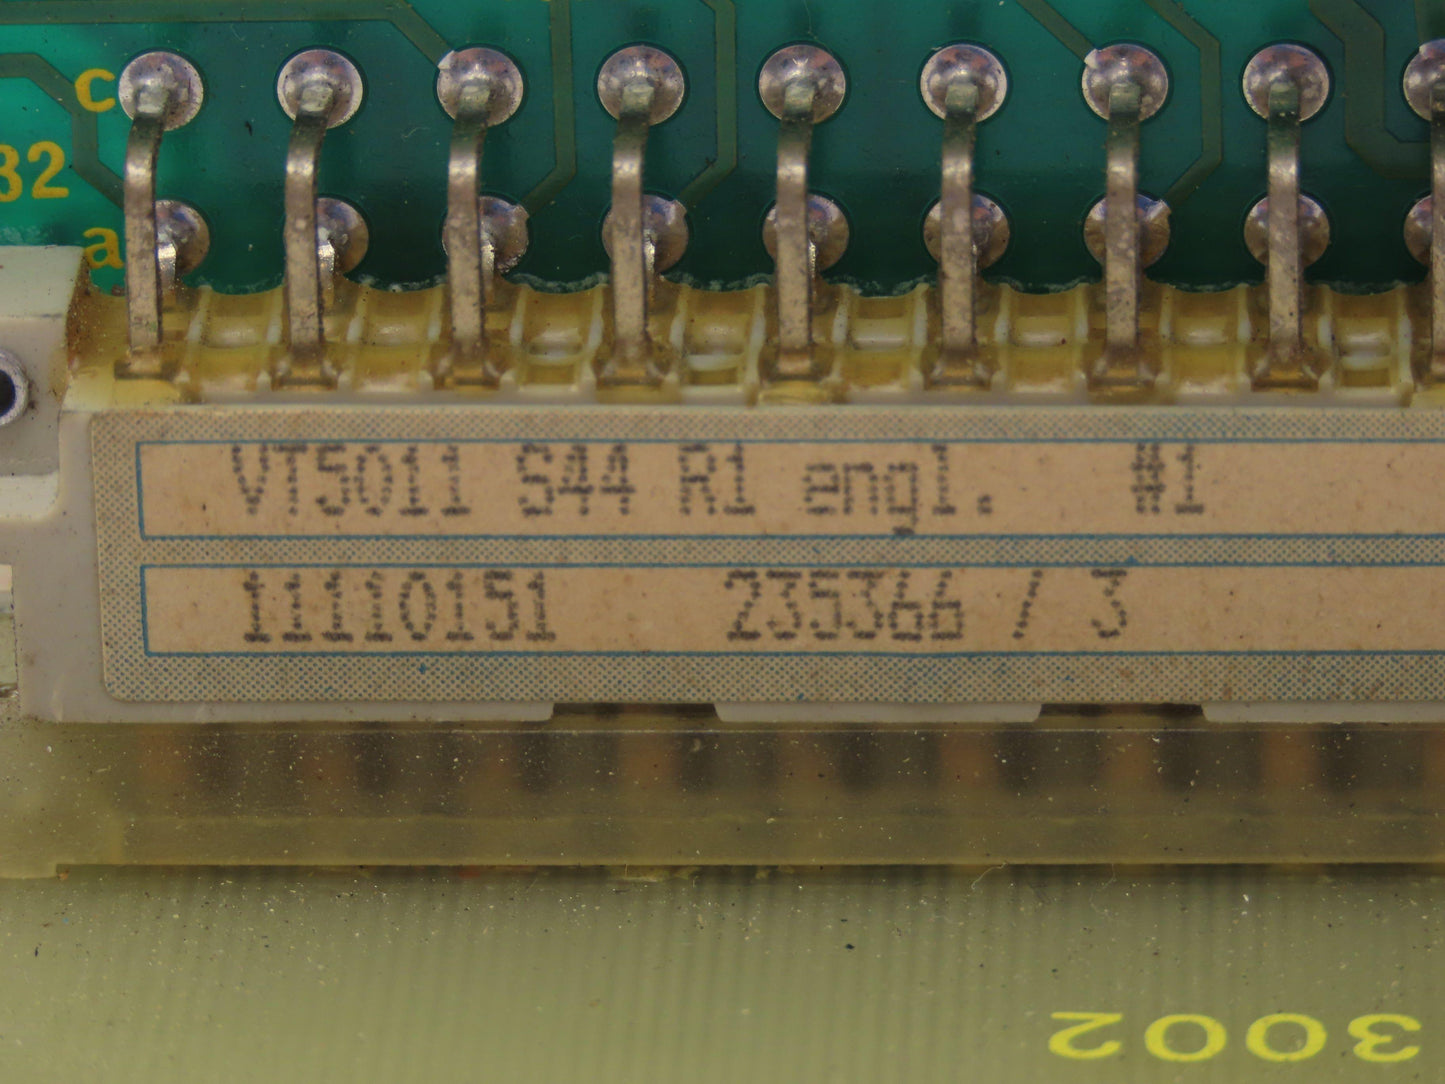 c
32
a
VT5011 S44 R1 engl. #1
11110151 235366 / 3
3002